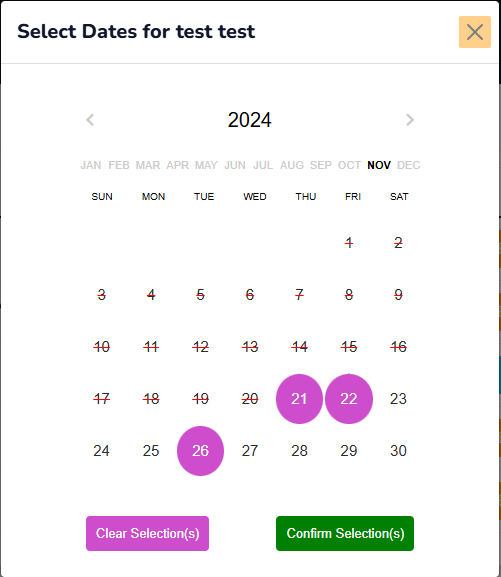 Select Dates for test test
2024
JAN FEB MAR APR MAY JUN JUL AUG SEP OCT NOV DEC
SUN MON TUE WED THU FRI SAT
1 2
3 4 5 6 7 8 9
10 11 12 13 14 15 16
17 18 19 20 21 22 23
24 25 26 27 28 29 30
Clear Selection(s) Confirm Selection(s)